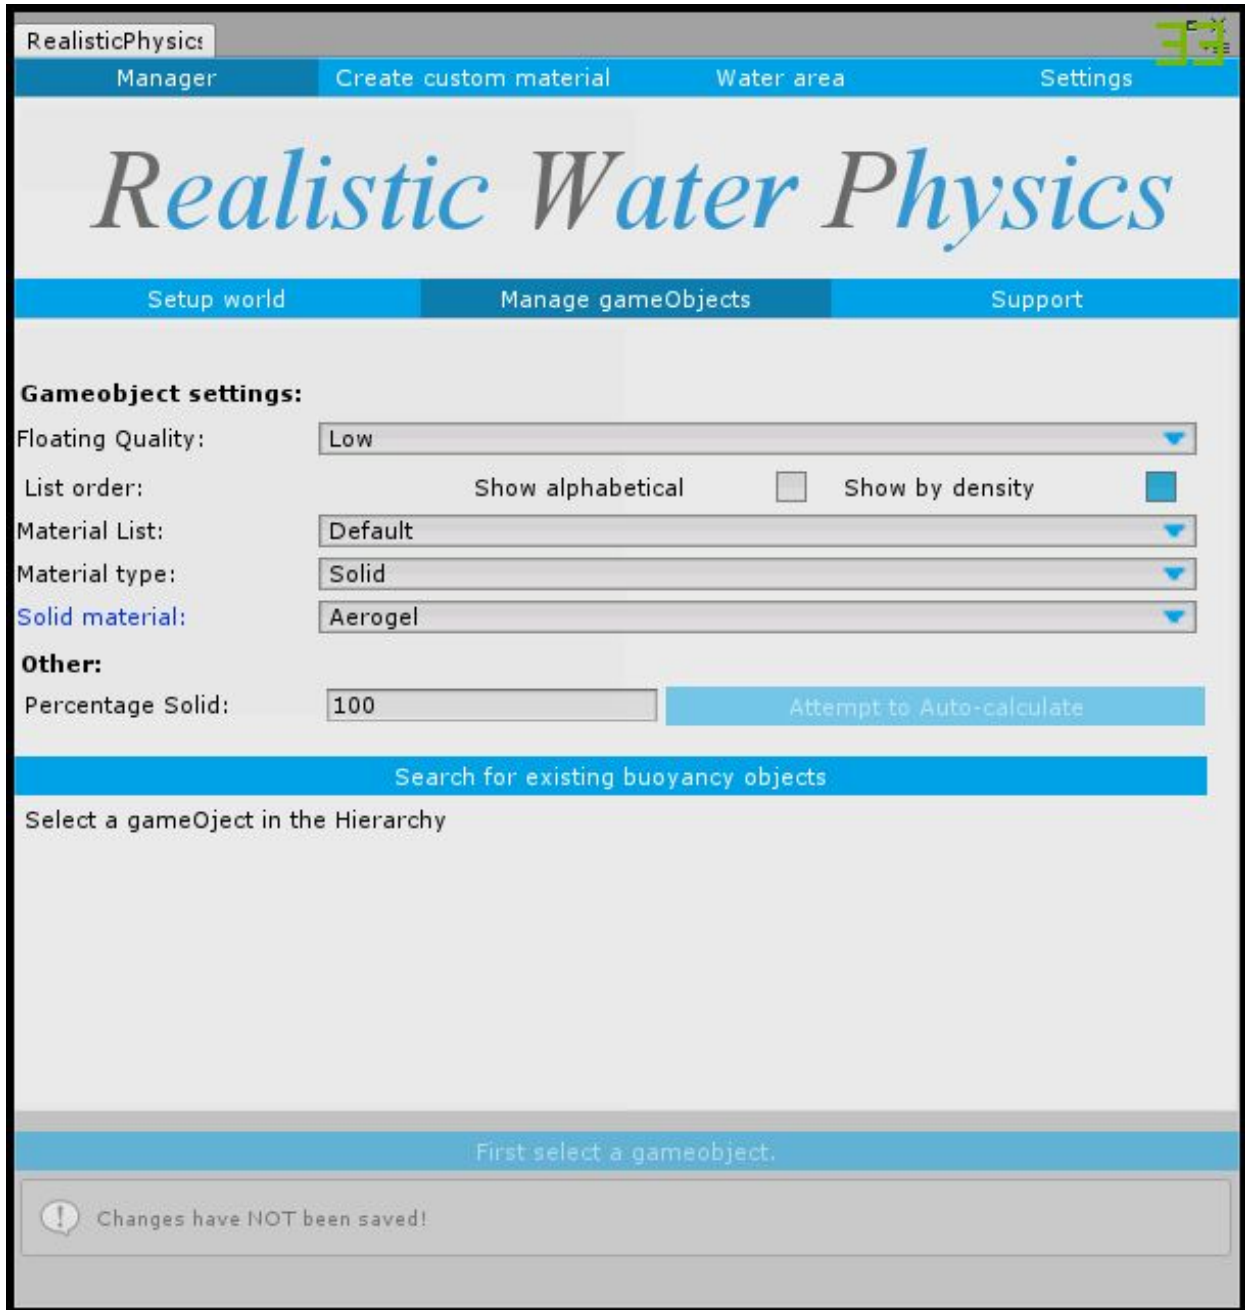 RealisticPhysics
33
Manager Create custom material Water area Settings
Realistic Water Physics
Setup world Manage gameObjects Support
Gameobject settings:
Floating Quality: Low
List order: Show alphabetical Show by density
Material List: Default
Material type: Solid
Solid material: Aerogel
Other:
Percentage Solid: 100 Attempt to Auto-calculate
Search for existing buoyancy objects
Select a gameOject in the Hierarchy
First select a gameobject.
Changes have NOT been saved!